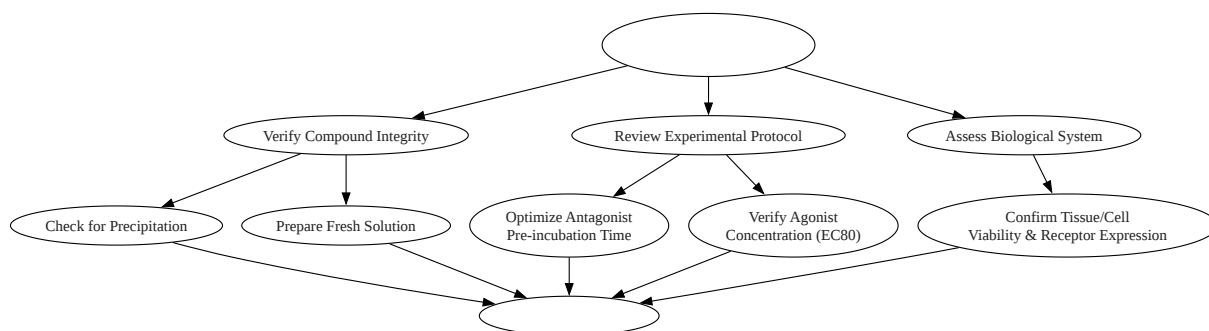 Verify Compound Integrity
Review Experimental Protocol
Assess Biological System
Check for Precipitation
Prepare Fresh Solution
Optimize Antagonist
Pre-incubation Time
Verify Agonist
Concentration (EC80)
Confirm Tissue/Cell
Viability & Receptor Expression